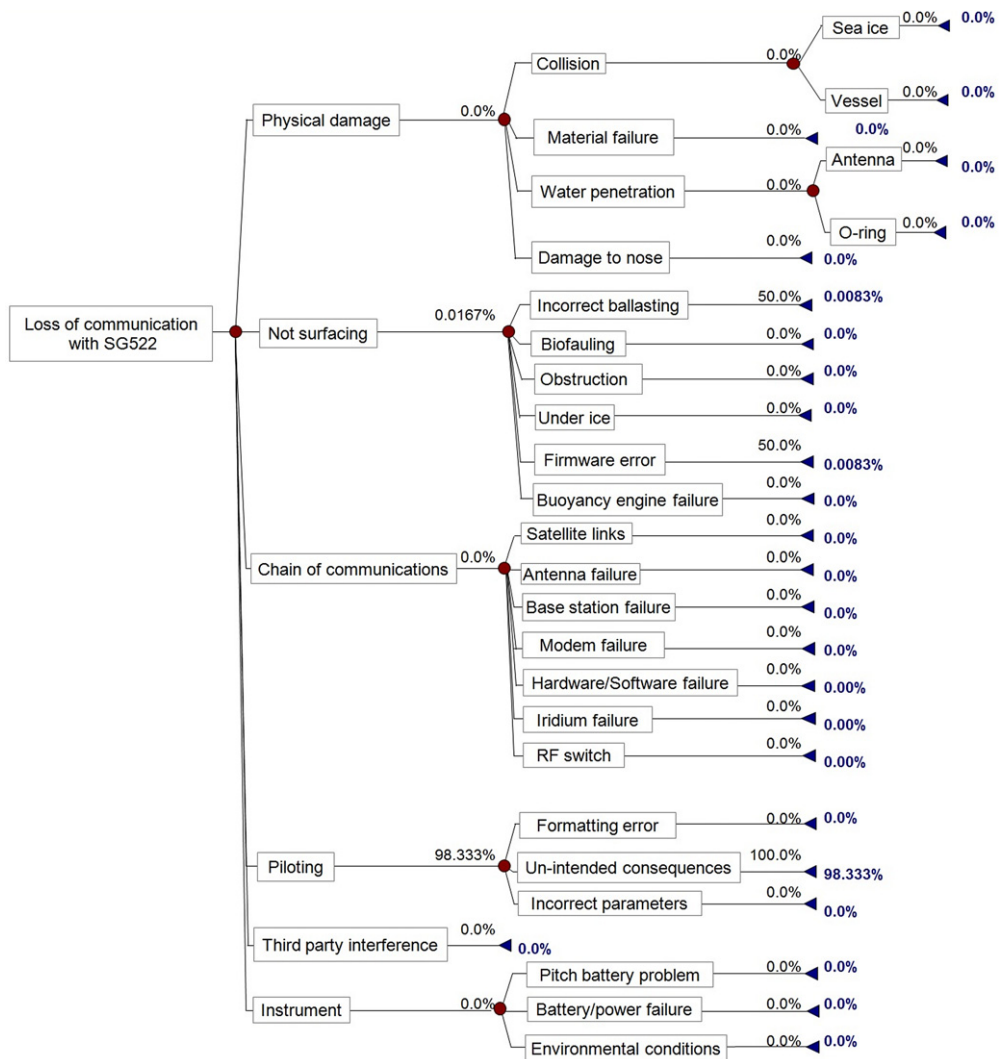 Sea ice 0.0% 0.0%
Collision 0.0%
Vessel 0.0% 0.0%
Physical damage 0.0%
Material failure 0.0% 0.0%
Antenna 0.0% 0.0%
Water penetration 0.0%
O-ring 0.0% 0.0%
Damage to nose 0.0% 0.0%
Loss of communication
with SG522
Not surfacing 0.0167%
Incorrect ballasting 50.0% 0.0083%
Biofauling 0.0% 0.0%
Obstruction 0.0% 0.0%
Under ice 0.0% 0.0%
Firmware error 50.0% 0.0083%
Buoyancy engine failure 0.0% 0.0%
Satellite links 0.0% 0.0%
Chain of communications 0.0%
Antenna failure 0.0% 0.0%
Base station failure 0.0% 0.0%
Modem failure 0.0% 0.0%
Hardware/Software failure 0.0% 0.00%
Iridium failure 0.0% 0.00%
RF switch 0.0% 0.00%
Formatting error 0.0% 0.0%
Piloting 98.333%
Un-intended consequences 100.0% 98.333%
Incorrect parameters 0.0% 0.0%
Third party interference 0.0% 0.0%
Pitch battery problem 0.0% 0.0%
Instrument 0.0%
Battery/power failure 0.0% 0.0%
Environmental conditions 0.0% 0.0%